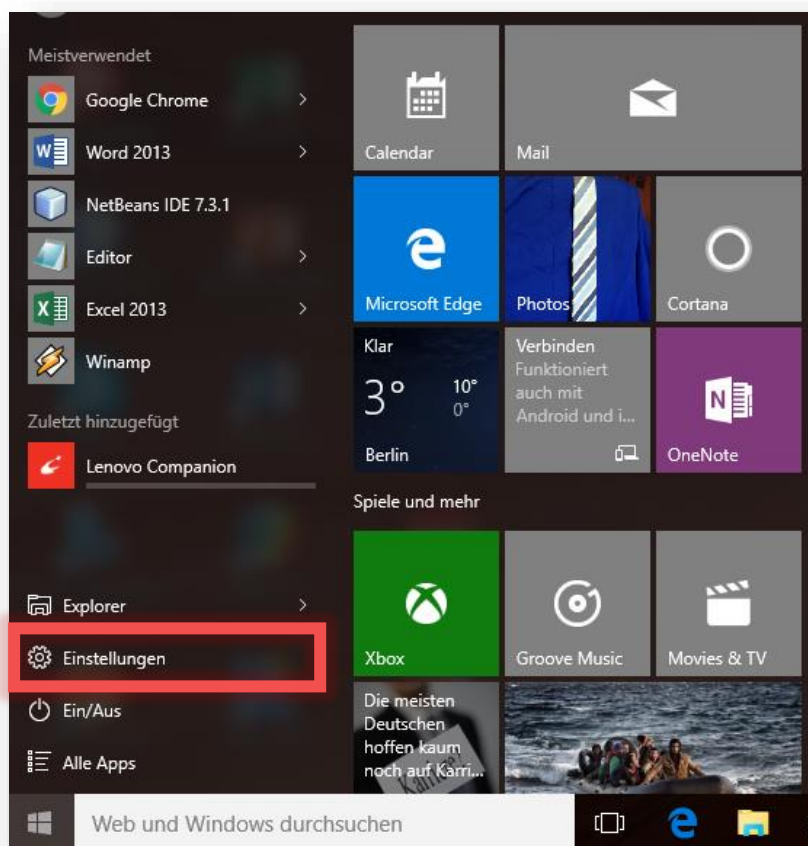 Meistverwendet
Google Chrome
Word 2013
NetBeans IDE 7.3.1
Editor
Excel 2013
Winamp
Zuletzt hinzugefügt
Lenovo Companion
Explorer
Einstellungen
Ein/Aus
Alle Apps
Calendar
Mail
Microsoft Edge
Photos
Cortana
Klar
3°
10°
0°
Berlin
Verbinden
Funktioniert
auch mit
Android und i...
OneNote
Spiele und mehr
Xbox
Groove Music
Movies & TV
Die meisten
Deutschen
hoffen kaum
noch auf Karri...
Web und Windows durchsuchen